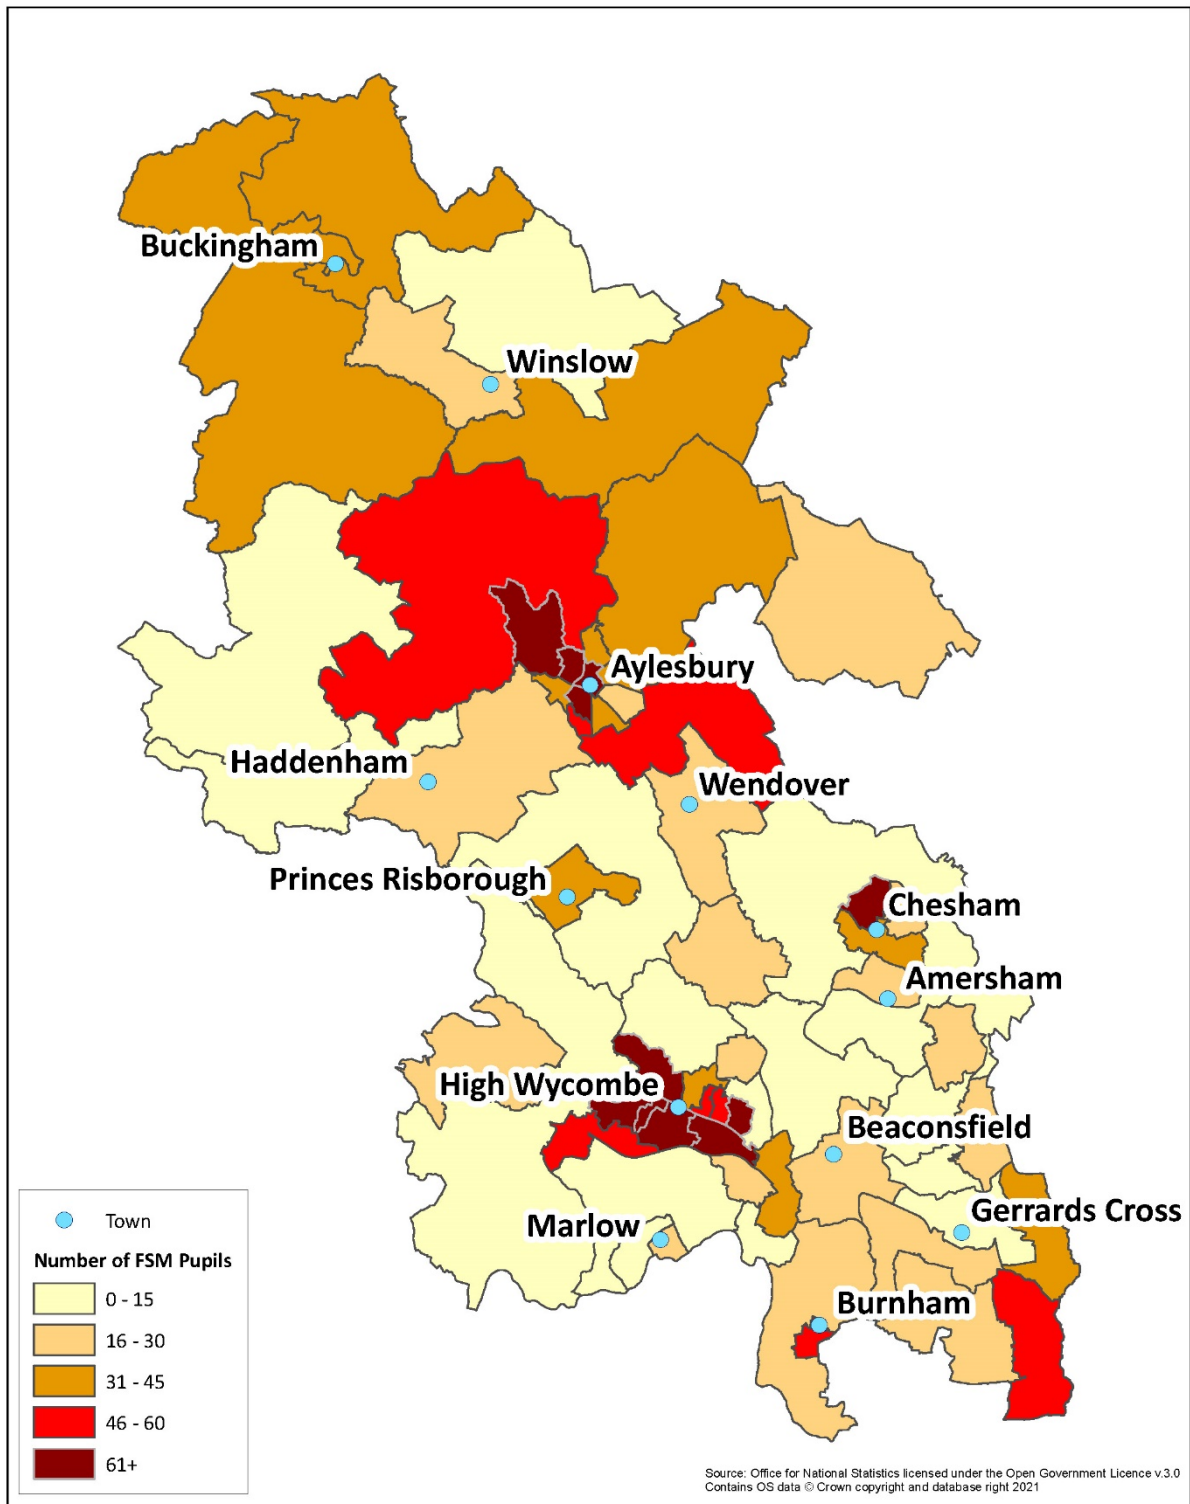 Buckingham
Winslow
Aylesbury
Haddenham
Wendover
Princes Risborough
Chesham
Amersham
High Wycombe
Beaconsfield
Gerrards Cross
Marlow
Burnham
Town
Number of FSM Pupils
0 - 15
16 - 30
31 - 45
46 - 60
61+
Source: Office for National Statistics licensed under the Open Government Licence v.3.0
Contains OS data © Crown copyright and database right 2021